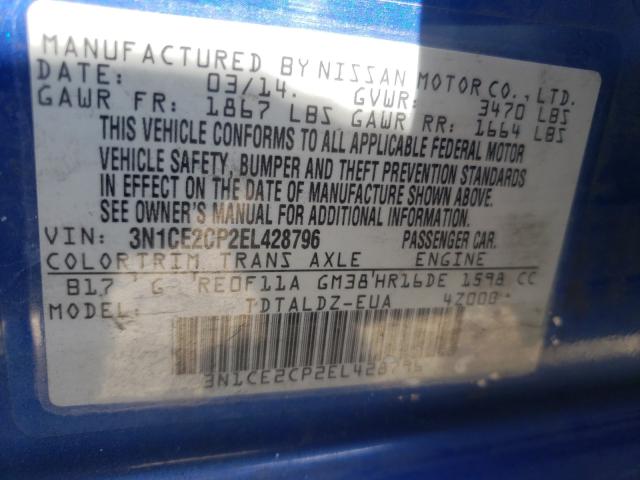 MANUFACTURED BY NISSAN MOTOR CO., LTD.
DATE: 03/14. GVWR: 3470 LBS
GAWR FR: 1867 LBS GAWR RR: 1664 LBS
THIS VEHICLE CONFORMS TO ALL APPLICABLE FEDERAL MOTOR
VEHICLE SAFETY, BUMPER AND THEFT PREVENTION STANDARDS
IN EFFECT ON THE DATE OF MANUFACTURE SHOWN ABOVE.
SEE OWNER'S MANUAL FOR ADDITIONAL INFORMATION
VIN: 3N1CE2CP2EL428796 PASSENGER CAR.
COLOR TRIM TRANS AXLE ENGINE
B17 G RE0F11A GM38 HR16DE 1598 CC
MODEL: TDTALDZ-EUA 4Z000
3N1CE2CP2EL428796